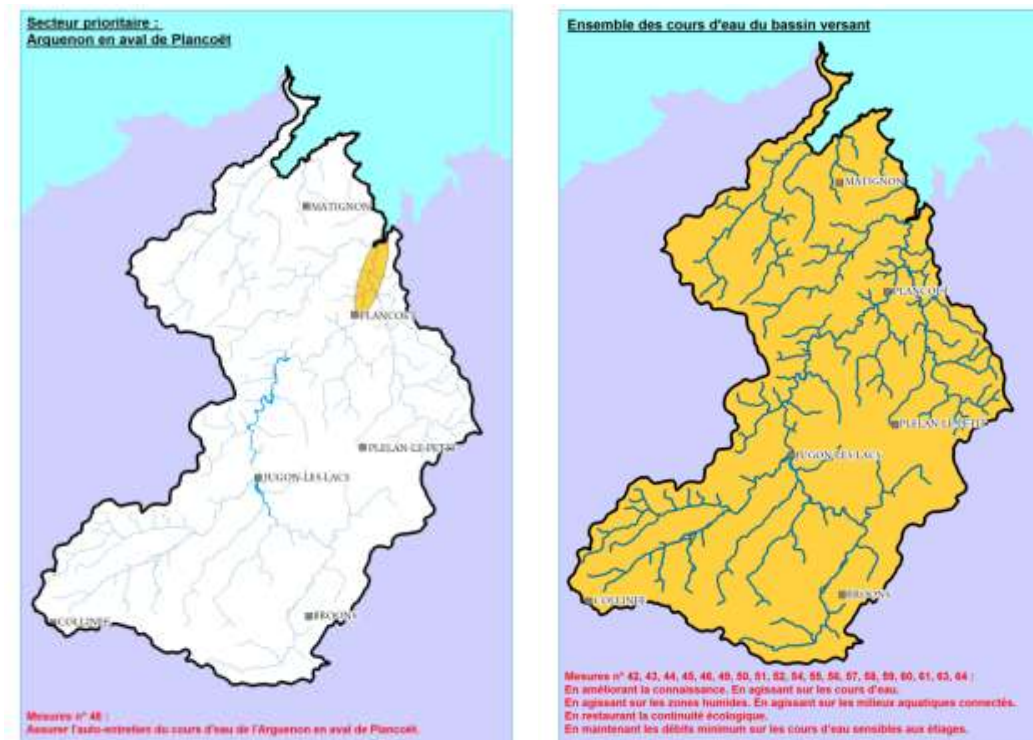 Secteur prioritaire :
Arguenon en aval de Plancoët
MATIGNON
PLANCOËT
PLELAN-LE-PETIT
JUGON-LES-LACS
COLLINEE
BROONS
Mesures n° 48 :
Assurer l'auto-entretien du cours d'eau de l'Arguenon en aval de Plancoët.
Ensemble des cours d'eau du bassin versant
MATIGNON
PLANCOËT
PLELAN-LE-PETIT
JUGON-LES-LACS
COLLINEE
BROONS
Mesures n° 42, 43, 44, 45, 46, 49, 50, 51, 52, 54, 55, 56, 57, 58, 59, 60, 61, 63, 64 :
En améliorant la connaissance. En agissant sur les cours d'eau.
En agissant sur les zones humides. En agissant sur les milieux aquatiques connectés.
En restaurant la continuité écologique.
En maintenant les débits minimum sur les cours d'eau sensibles aux étiages.